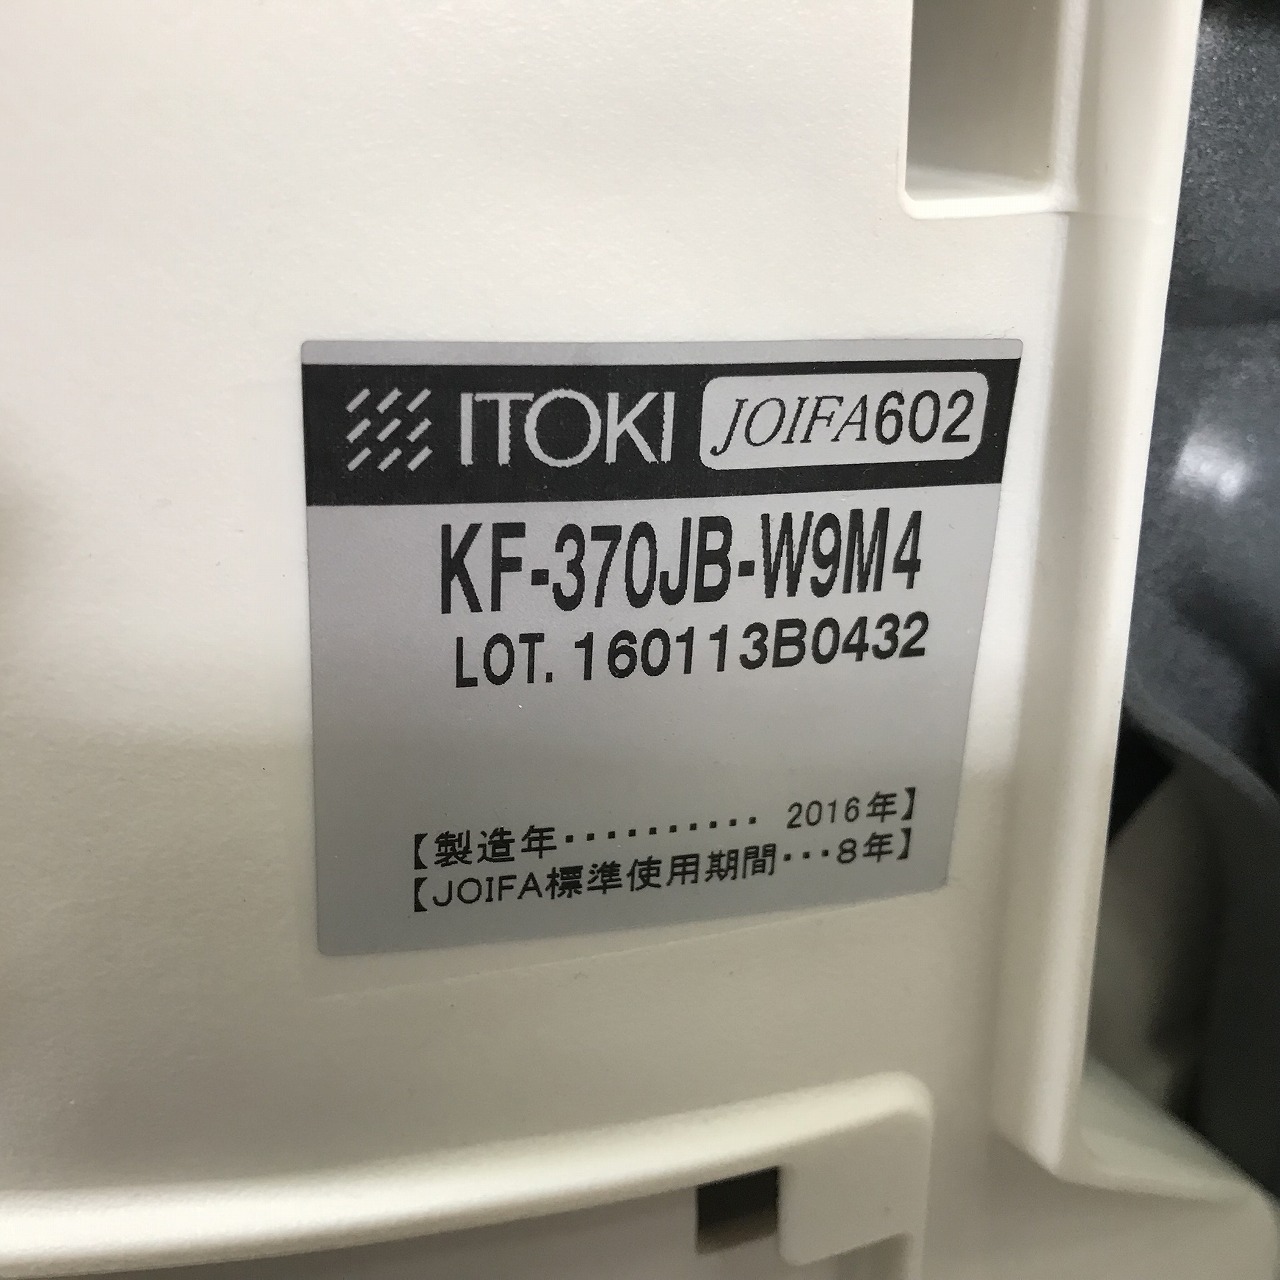 ITOKI JOIFA602
KF-370JB-W9M4
LOT. 160113B0432
【製造年・・・・・・・・・・ 2016年】
【JOIFA標準使用期間・・・8年】